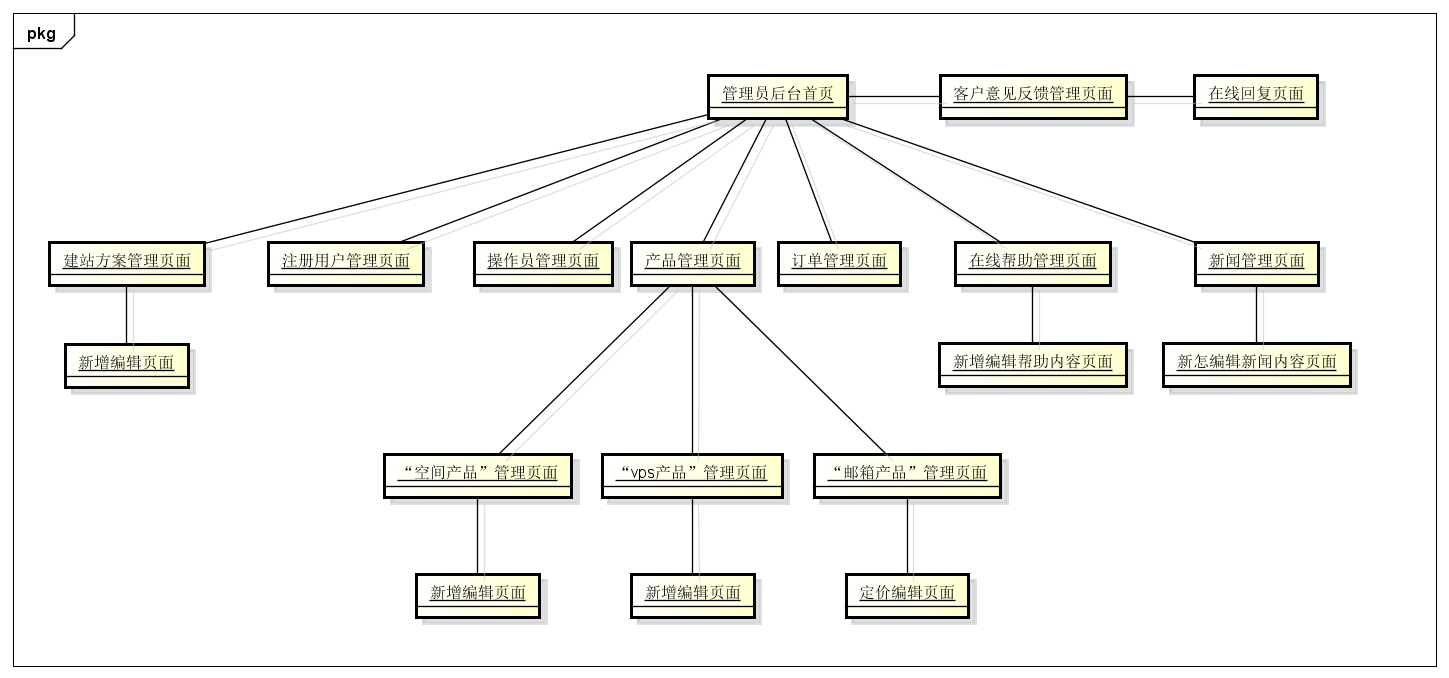 pkg
管理员后台首页
客户意见反馈管理页面
在线回复页面
建站方案管理页面
注册用户管理页面
操作员管理页面
产品管理页面
订单管理页面
在线帮助管理页面
新闻管理页面
新增编辑页面
新增编辑帮助内容页面
新怎编辑新闻内容页面
“空间产品”管理页面
“vps产品”管理页面
“邮箱产品”管理页面
新增编辑页面
新增编辑页面
定价编辑页面